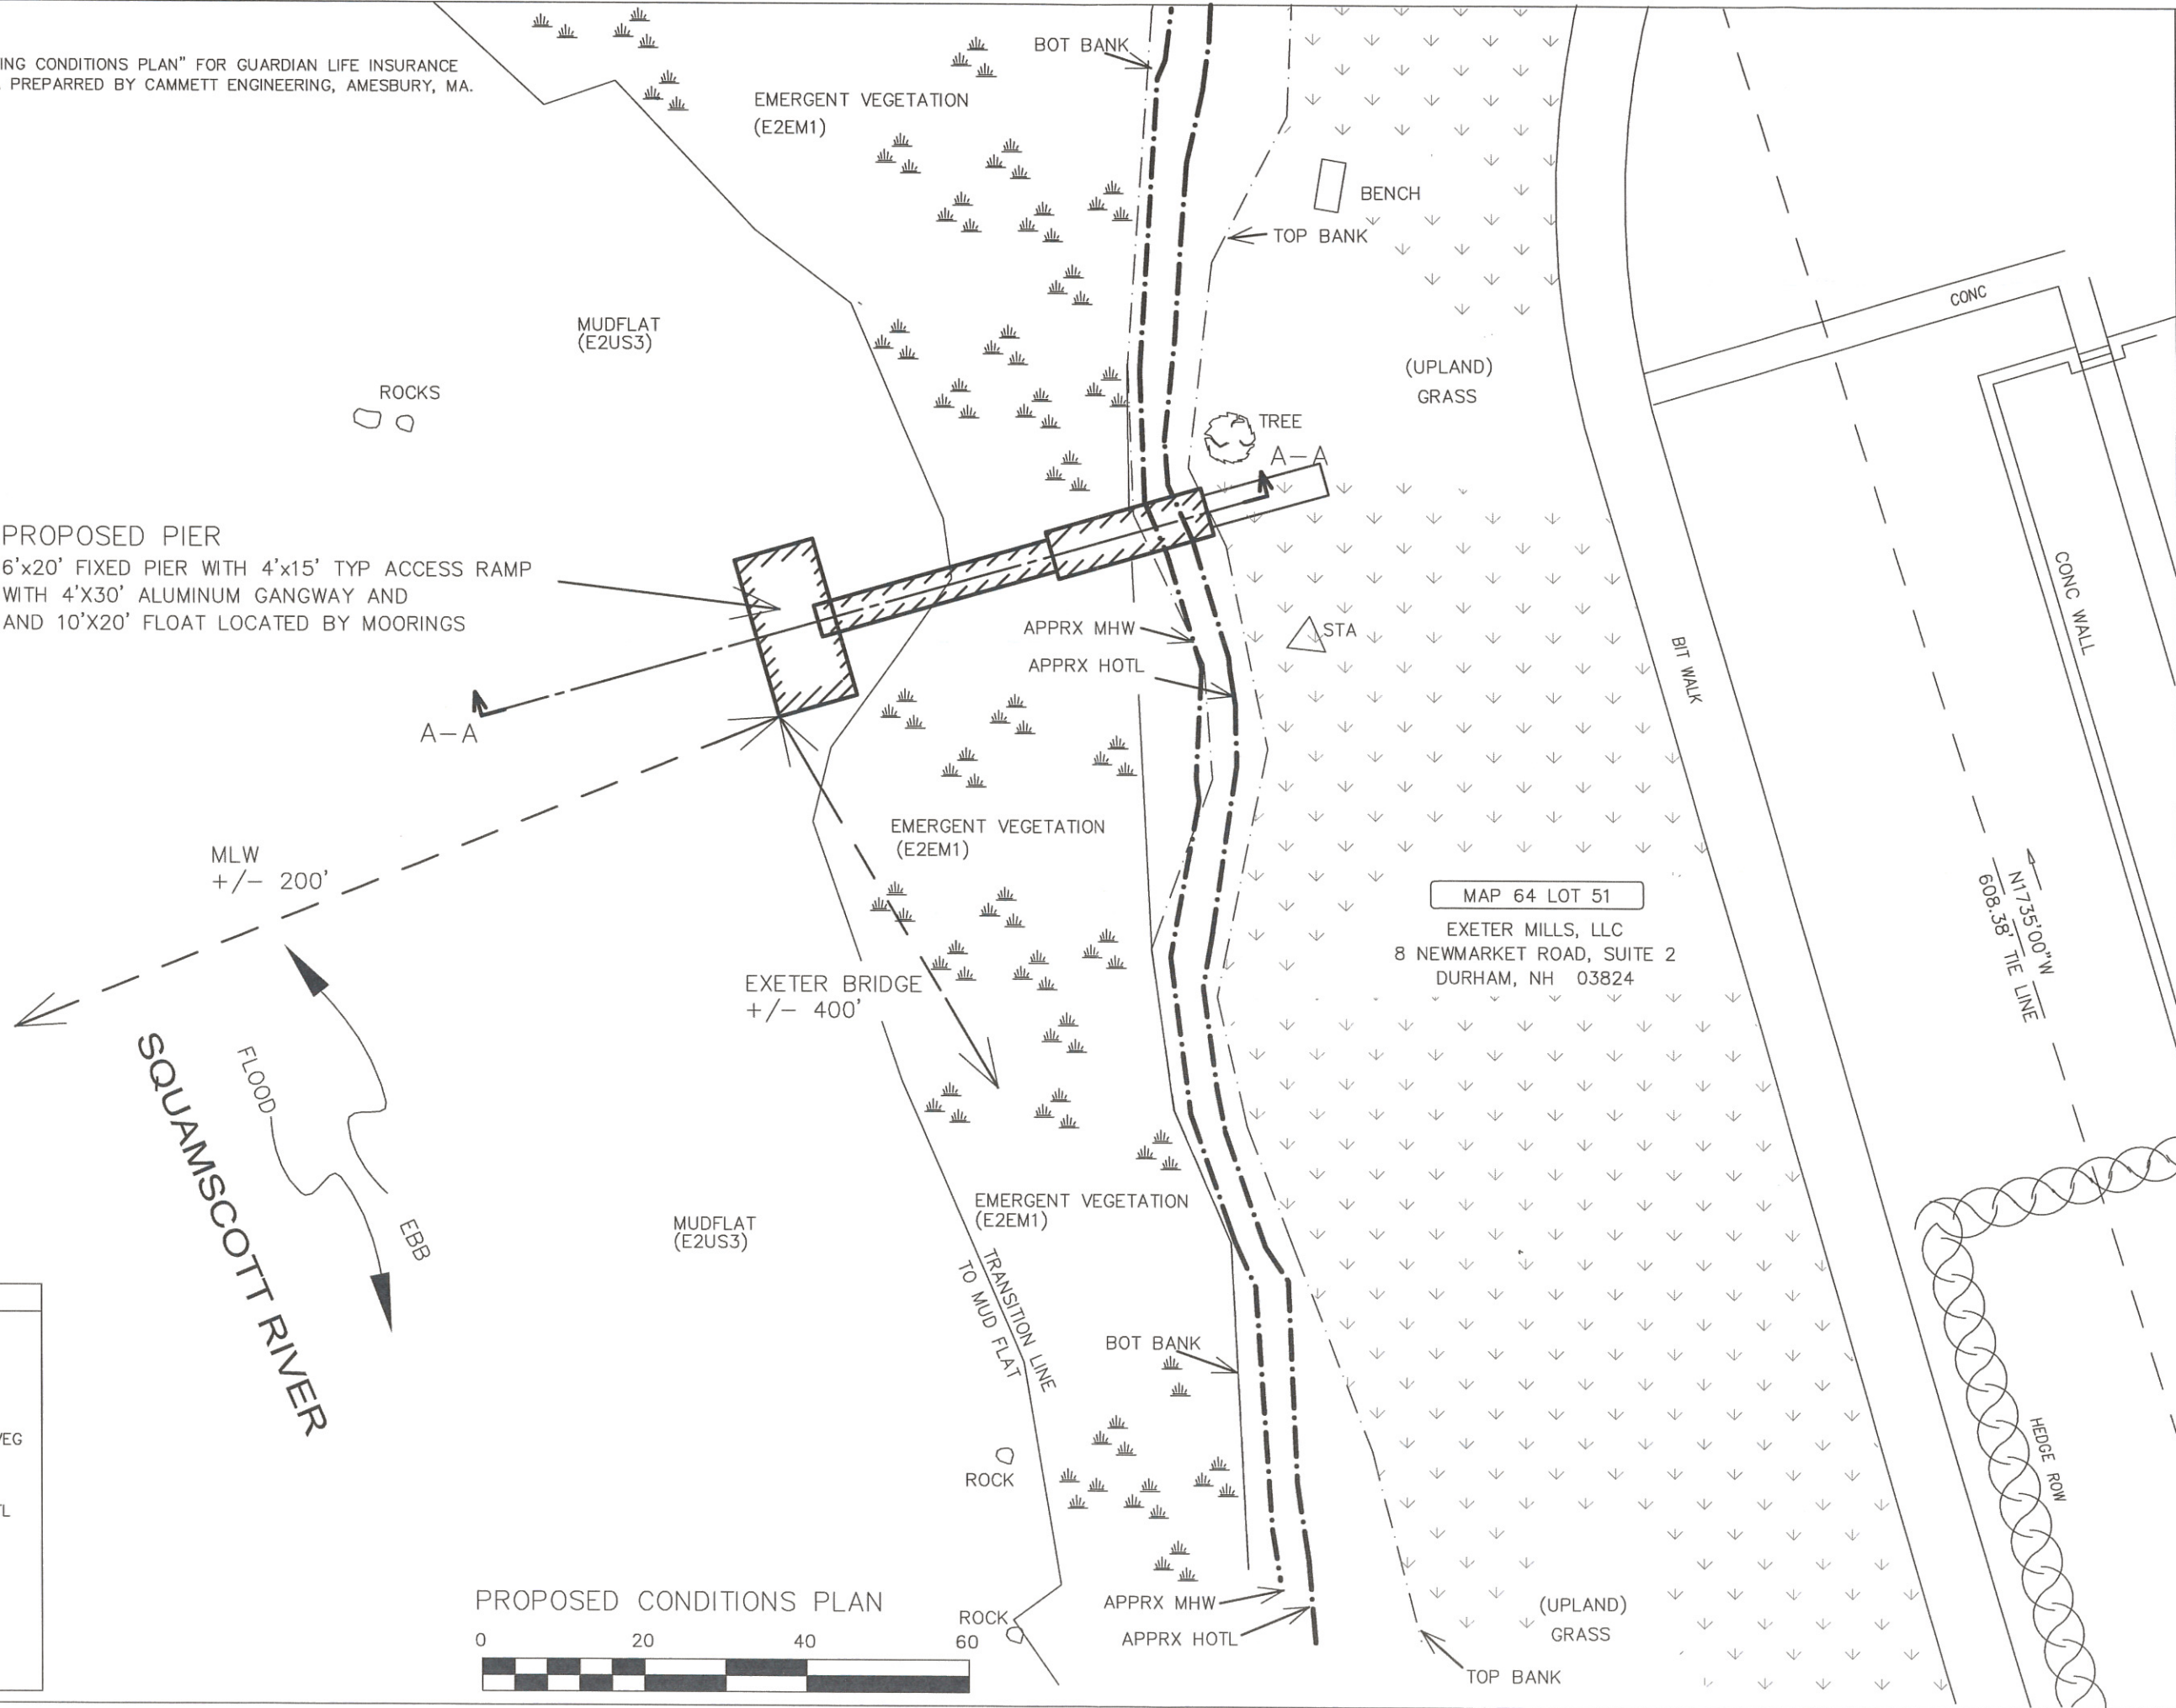 ING CONDITIONS PLAN" FOR GUARDIAN LIFE INSURANCE
PREPARRED BY CAMMETT ENGINEERING, AMESBURY, MA.
BOT BANK
EMERGENT VEGETATION
(E2EM1)
BENCH
TOP BANK
CONC
MUDFLAT
(E2US3)
(UPLAND)
GRASS
ROCKS
TREE
A-A
PROPOSED PIER
6'x20' FIXED PIER WITH 4'x15' TYP ACCESS RAMP
WITH 4'X30' ALUMINUM GANGWAY AND
AND 10'X20' FLOAT LOCATED BY MOORINGS
CONC WALL
APPRX MHW
STA
APPRX HOTL
BIT WALK
A-A
EMERGENT VEGETATION
(E2EM1)
MLW
+/- 200'
MAP 64 LOT 51
EXETER MILLS, LLC
8 NEWMARKET ROAD, SUITE 2
DURHAM, NH 03824
N1735'00"W
608.38' TIE LINE
EXETER BRIDGE
+/- 400'
SQUAMSCOTT RIVER
FLOOD
EBB
EMERGENT VEGETATION
(E2EM1)
MUDFLAT
(E2US3)
TRANSITION LINE
TO MUD FLAT
BOT BANK
VEG
HEDGE ROW
ROCK
TL
PROPOSED CONDITIONS PLAN
0 20 40 60
ROCK
APPRX MHW
APPRX HOTL
(UPLAND)
GRASS
TOP BANK